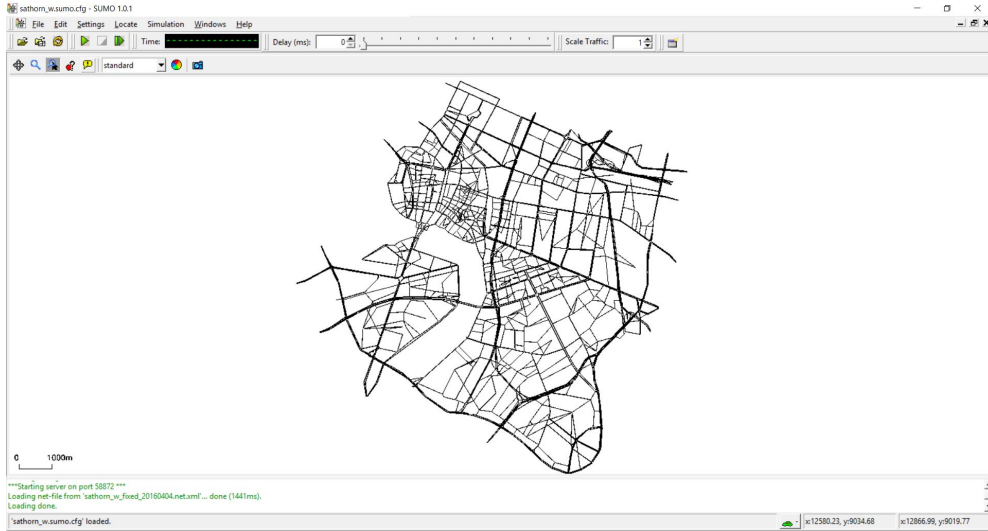 sathorn_w.sumo.cfg - SUMO 1.0.1
File Edit Settings Locate Simulation Windows Help
Time: Delay (ms): 0 Scale Traffic: 1
standard
0 1000m
***Starting server on port 58872 ***
Loading net-file from 'sathorn_w_fixed_20160404.net.xml'... done (1441ms).
Loading done.
'sathorn_w.sumo.cfg' loaded. x:12580.23, y:9034.68 x:12866.99, y:9019.77